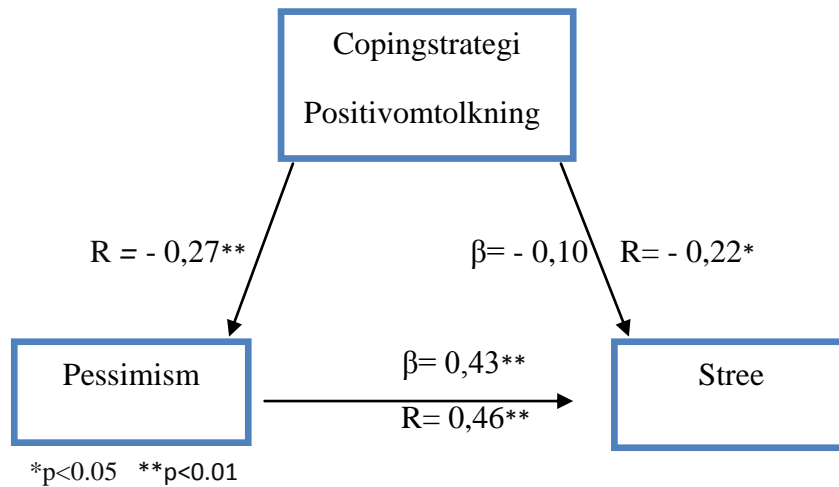 Copingstrategi
Positivomtolkning
R = - 0,27**
β= - 0,10
R= - 0,22*
Pessimism
β= 0,43**
R= 0,46**
Stree
*p<0.05 **p<0.01